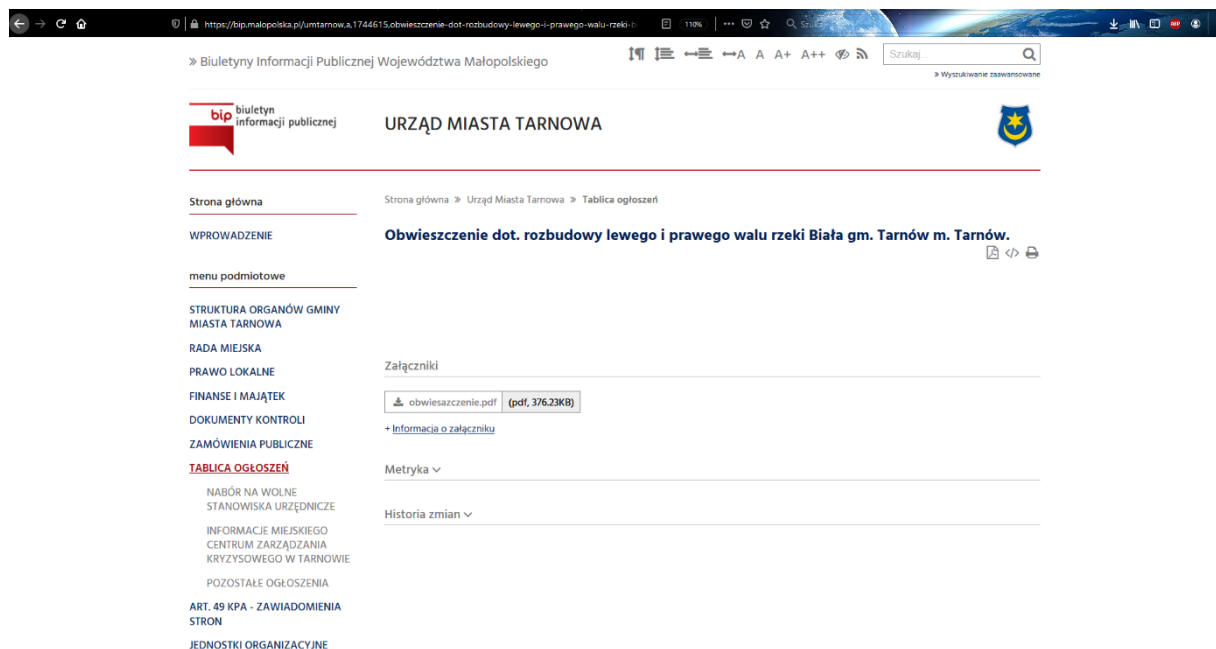 https://bip.malopolska.pl/umtarnow,a,1744615,obwieszczenie-dot-rozbudowy-lewego-i-prawego-walu-rzeki-b
110%
» Biuletyny Informacji Publicznej Województwa Małopolskiego
A A A+ A++
Szukaj...
» Wyszukiwanie zaawansowane
bip biuletyn
informacji publicznej
URZĄD MIASTA TARNOWA
Strona główna
Strona główna » Urząd Miasta Tarnowa » Tablica ogłoszeń
WPROWADZENIE
Obwieszczenie dot. rozbudowy lewego i prawego walu rzeki Biała gm. Tarnów m. Tarnów.
menu podmiotowe
STRUKTURA ORGANÓW GMINY
MIASTA TARNOWA
RADA MIEJSKA
PRAWO LOKALNE
FINANSE I MAJĄTEK
DOKUMENTY KONTROLI
ZAMÓWIENIA PUBLICZNE
TABLICA OGŁOSZEŃ
NABÓR NA WOLNE
STANOWISKA URZĘDNICZE
INFORMACJE MIEJSKIEGO
CENTRUM ZARZĄDZANIA
KRYZYSOWEGO W TARNOWIE
POZOSTAŁE OGŁOSZENIA
ART. 49 KPA - ZAWIADOMIENIA
STRON
JEDNOSTKI ORGANIZACYJNE
Załączniki
obwiesazczenie.pdf (pdf, 376.23KB)
+ Informacja o załączniku
Metryka
Historia zmian